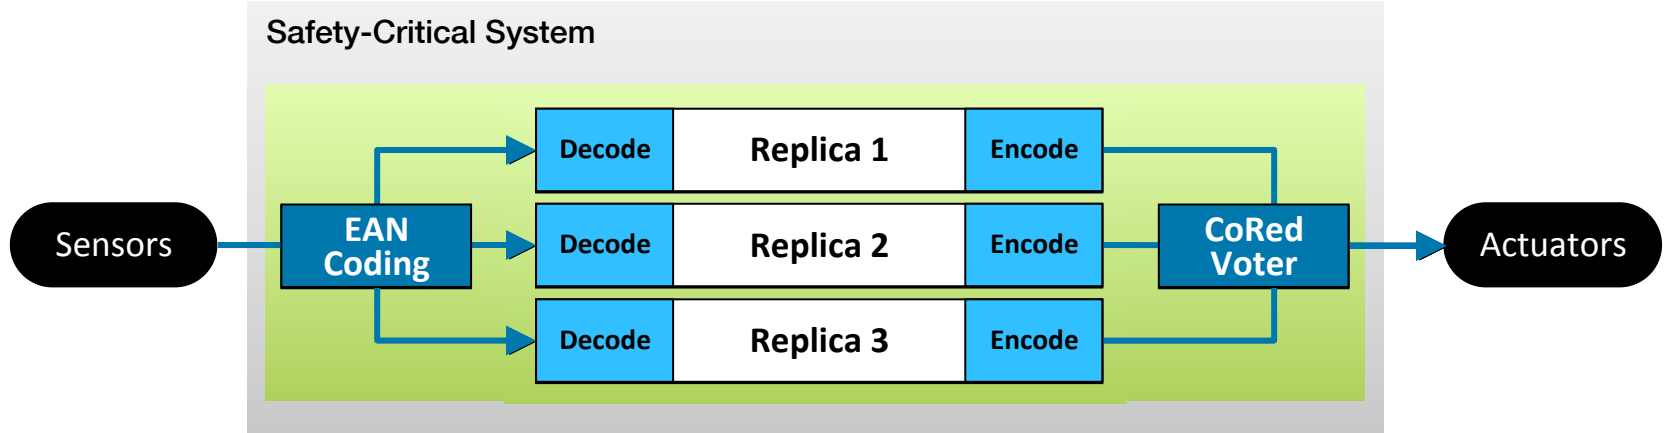 Safety-Critical System
Sensors
EAN
Coding
Decode
Replica 1
Encode
Decode
Replica 2
Encode
Decode
Replica 3
Encode
CoRed
Voter
Actuators